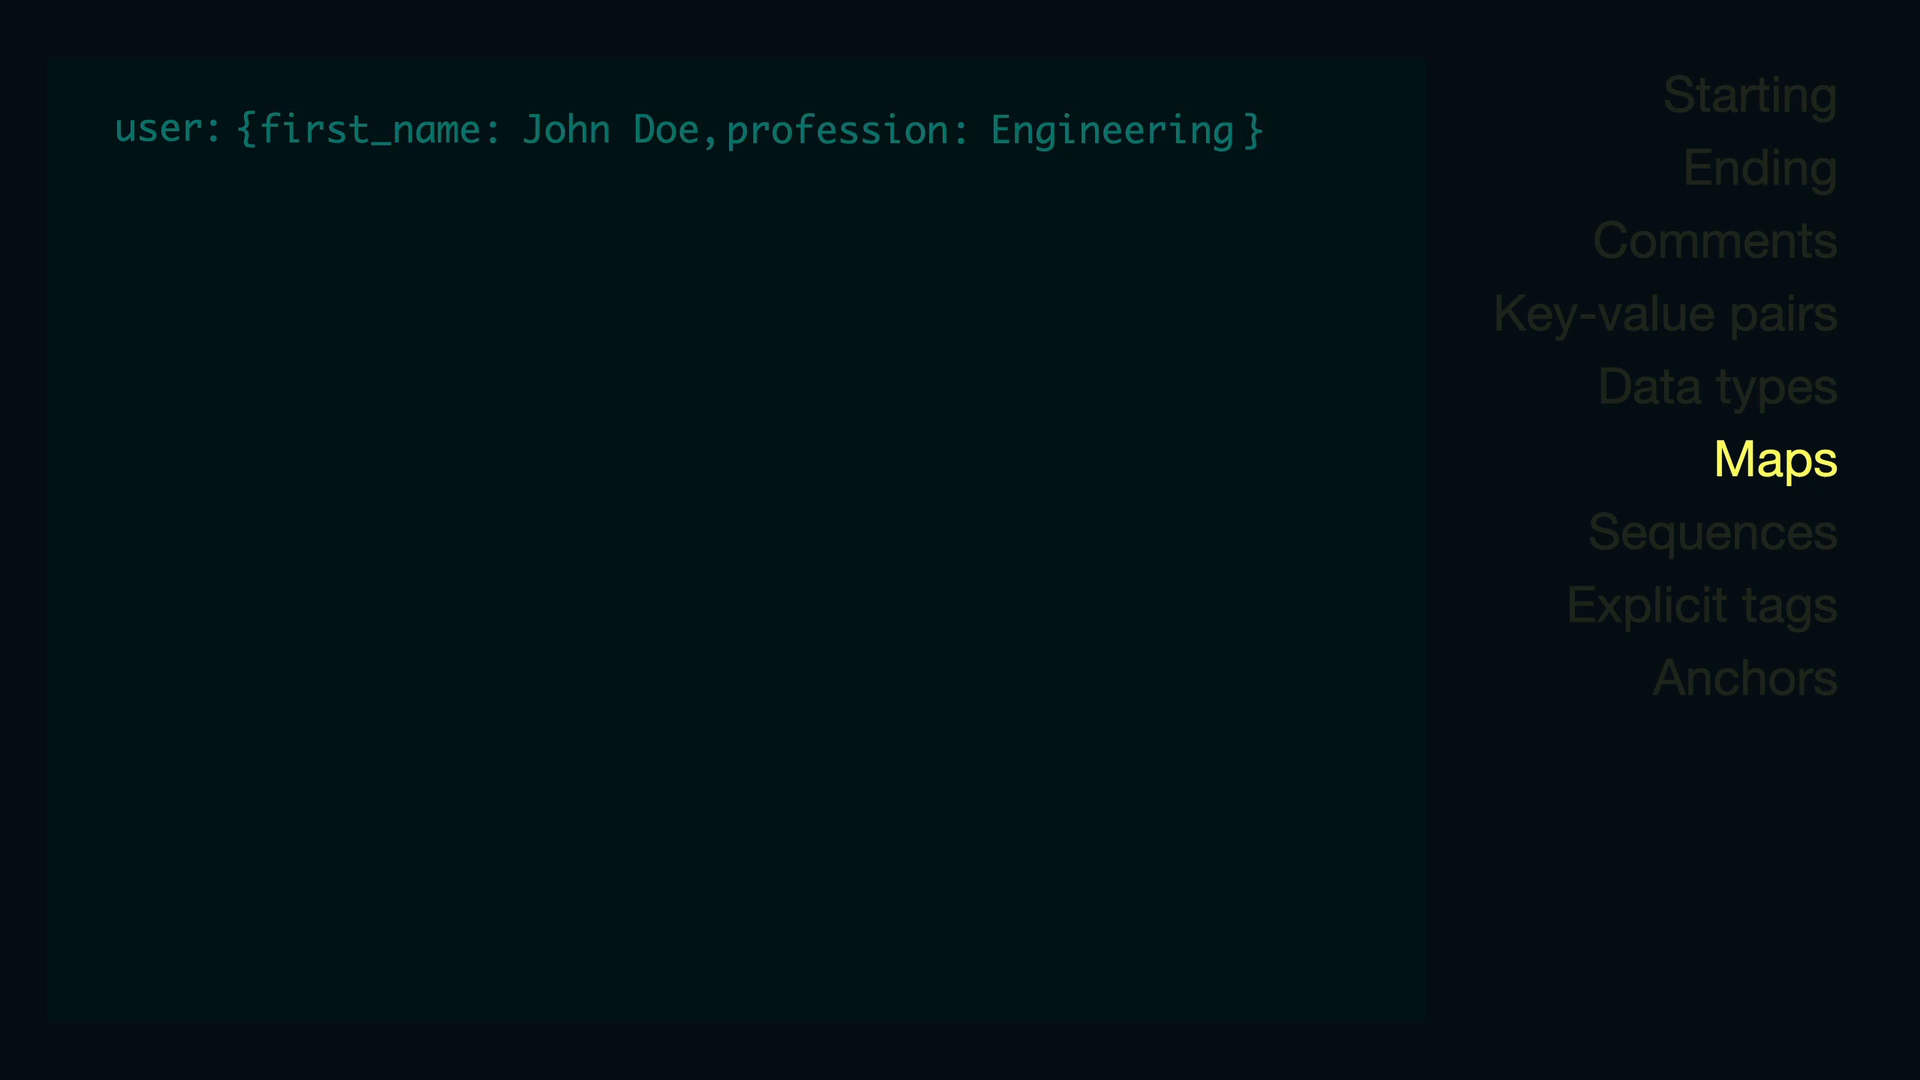 user: {first_name: John Doe,profession: Engineering }
Starting
Ending
Comments
Key-value pairs
Data types
Maps
Sequences
Explicit tags
Anchors